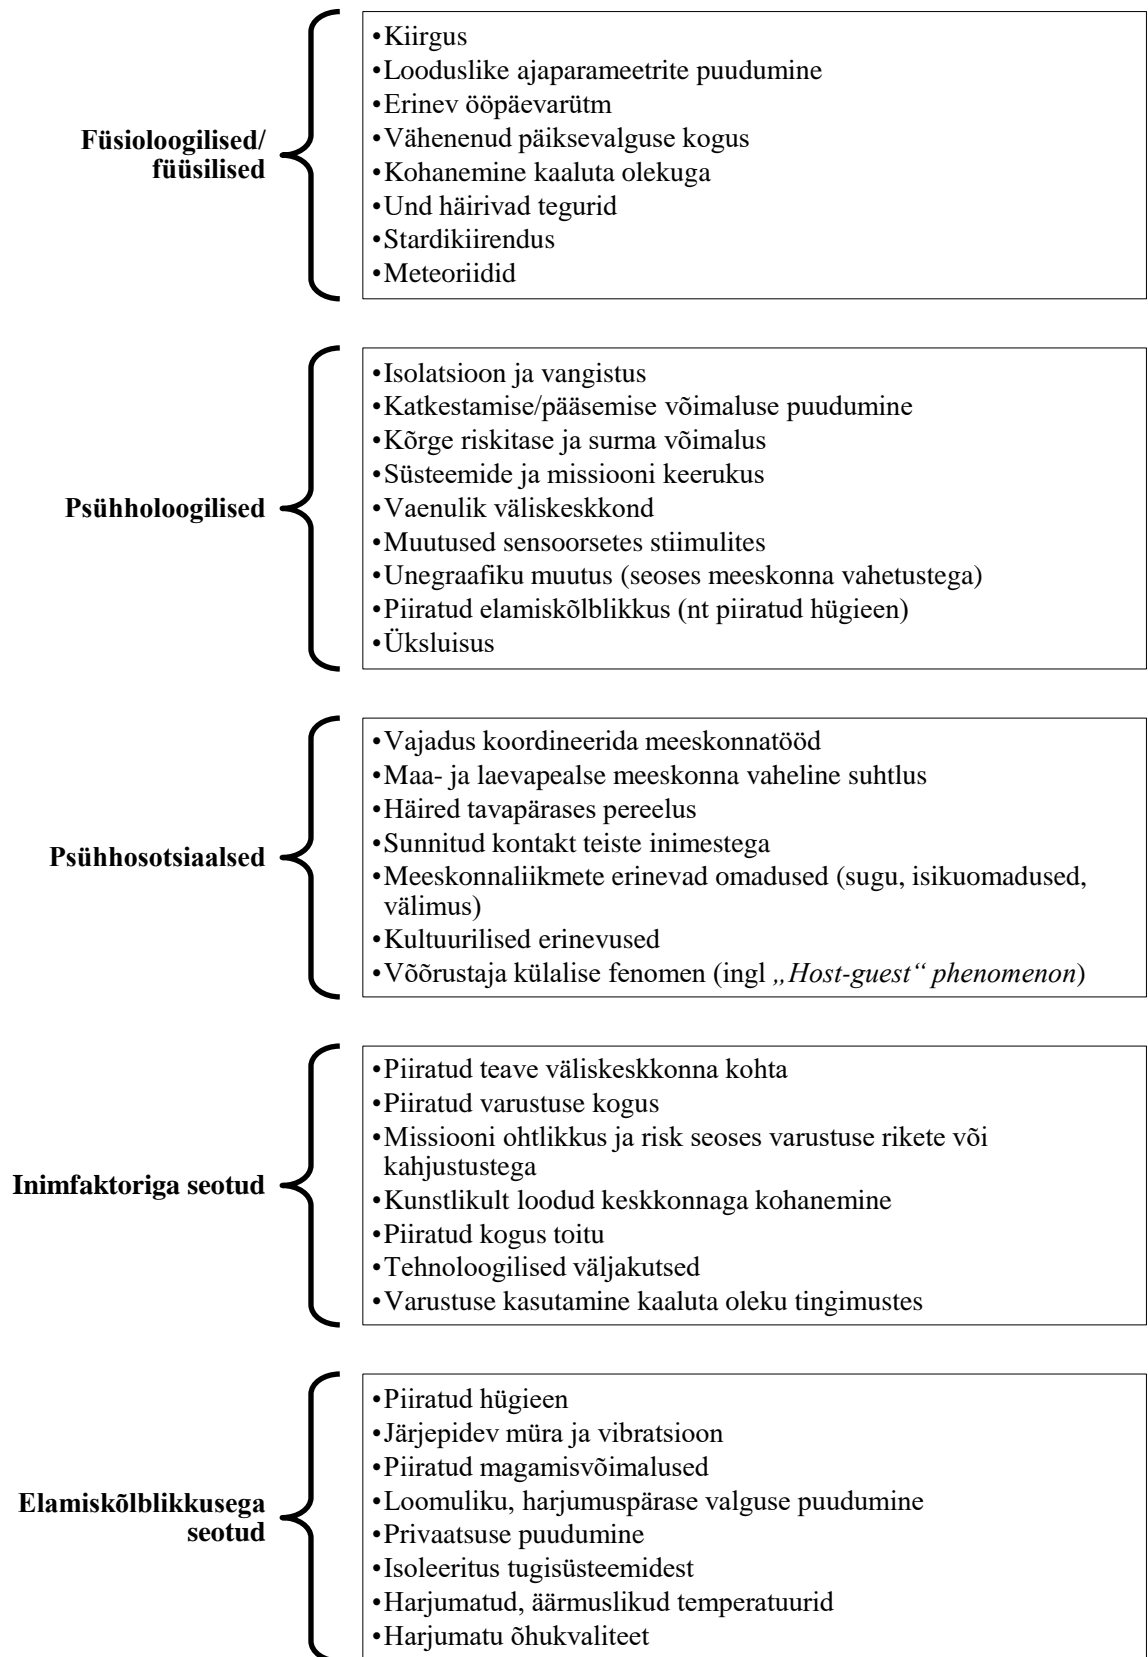 Füsioloogilised/
füüsilised
•Kiirgus
•Looduslike ajaparameetrite puudumine
•Erinev ööpäevarütm
•Vähenenud päiksevalguse kogus
•Kohanemine kaaluta olekuga
•Und häirivad tegurid
•Stardikiirendus
•Meteoriidid
Psühholoogilised
•Isolatsioon ja vangistus
•Katkestamise/pääsemise võimaluse puudumine
•Kõrge riskitase ja surma võimalus
•Süsteemide ja missiooni keerukus
•Vaenulik väliskeskkond
•Muutused sensoorsetes stiimulites
•Unegraafiku muutus (seoses meeskonna vahetustega)
•Piiratud elamiskõlblikkus (nt piiratud hügieen)
•Üksluisus
Psühhosotsiaalsed
•Vajadus koordineerida meeskonnatööd
•Maa- ja laevapealse meeskonna vaheline suhtlus
•Häired tavapärases pereelus
•Sunnitud kontakt teiste inimestega
•Meeskonnaliikmete erinevad omadused (sugu, isikuomadused,
välimus)
•Kultuurilised erinevused
•Võõrustaja külalise fenomen (ingl „Host-guest“ phenomenon)
Inimfaktoriga seotud
•Piiratud teave väliskeskkonna kohta
•Piiratud varustuse kogus
•Missiooni ohtlikkus ja risk seoses varustuse rikete või
kahjustustega
•Kunstlikult loodud keskkonnaga kohanemine
•Piiratud kogus toitu
•Tehnoloogilised väljakutsed
•Varustuse kasutamine kaaluta oleku tingimustes
Elamiskõlblikkusega
seotud
•Piiratud hügieen
•Järjepidev müra ja vibratsioon
•Piiratud magamisvõimalused
•Loomuliku, harjumuspärase valguse puudumine
•Privaatsuse puudumine
•Isoleeritus tugisüsteemidest
•Harjumatud, äärmuslikud temperatuurid
•Harjumatu õhukvaliteet